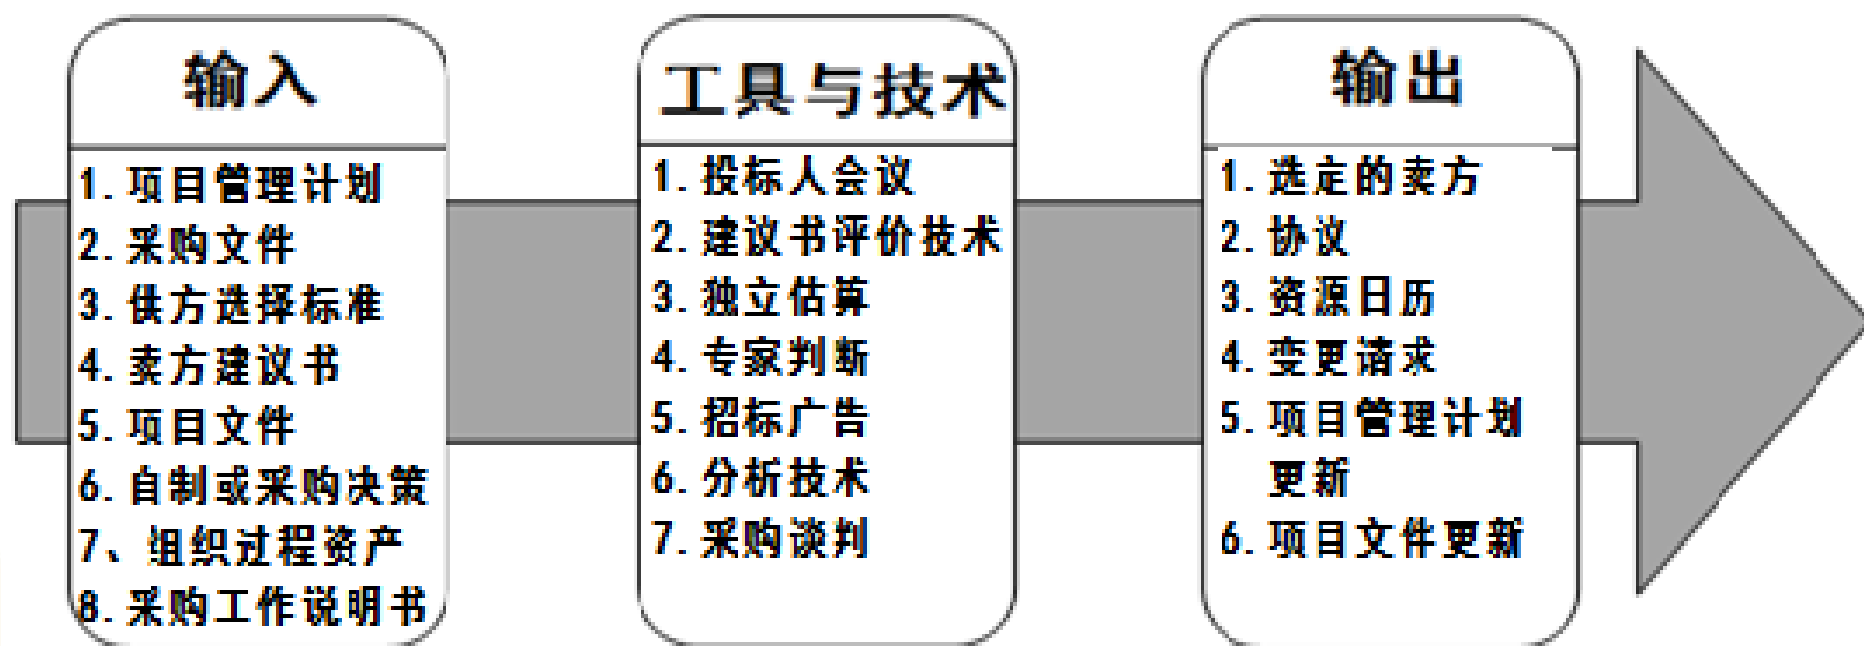 输入
1.项目管理计划
2.采购文件
3.供方选择标准
4.卖方建议书
5.项目文件
6.自制或采购决策
7、组织过程资产
8.采购工作说明书
工具与技术
1.投标人会议
2.建议书评价技术
3.独立估算
4.专家判断
5.招标广告
6.分析技术
7.采购谈判
输出
1.选定的卖方
2.协议
3.资源日历
4.变更请求
5.项目管理计划
更新
6.项目文件更新